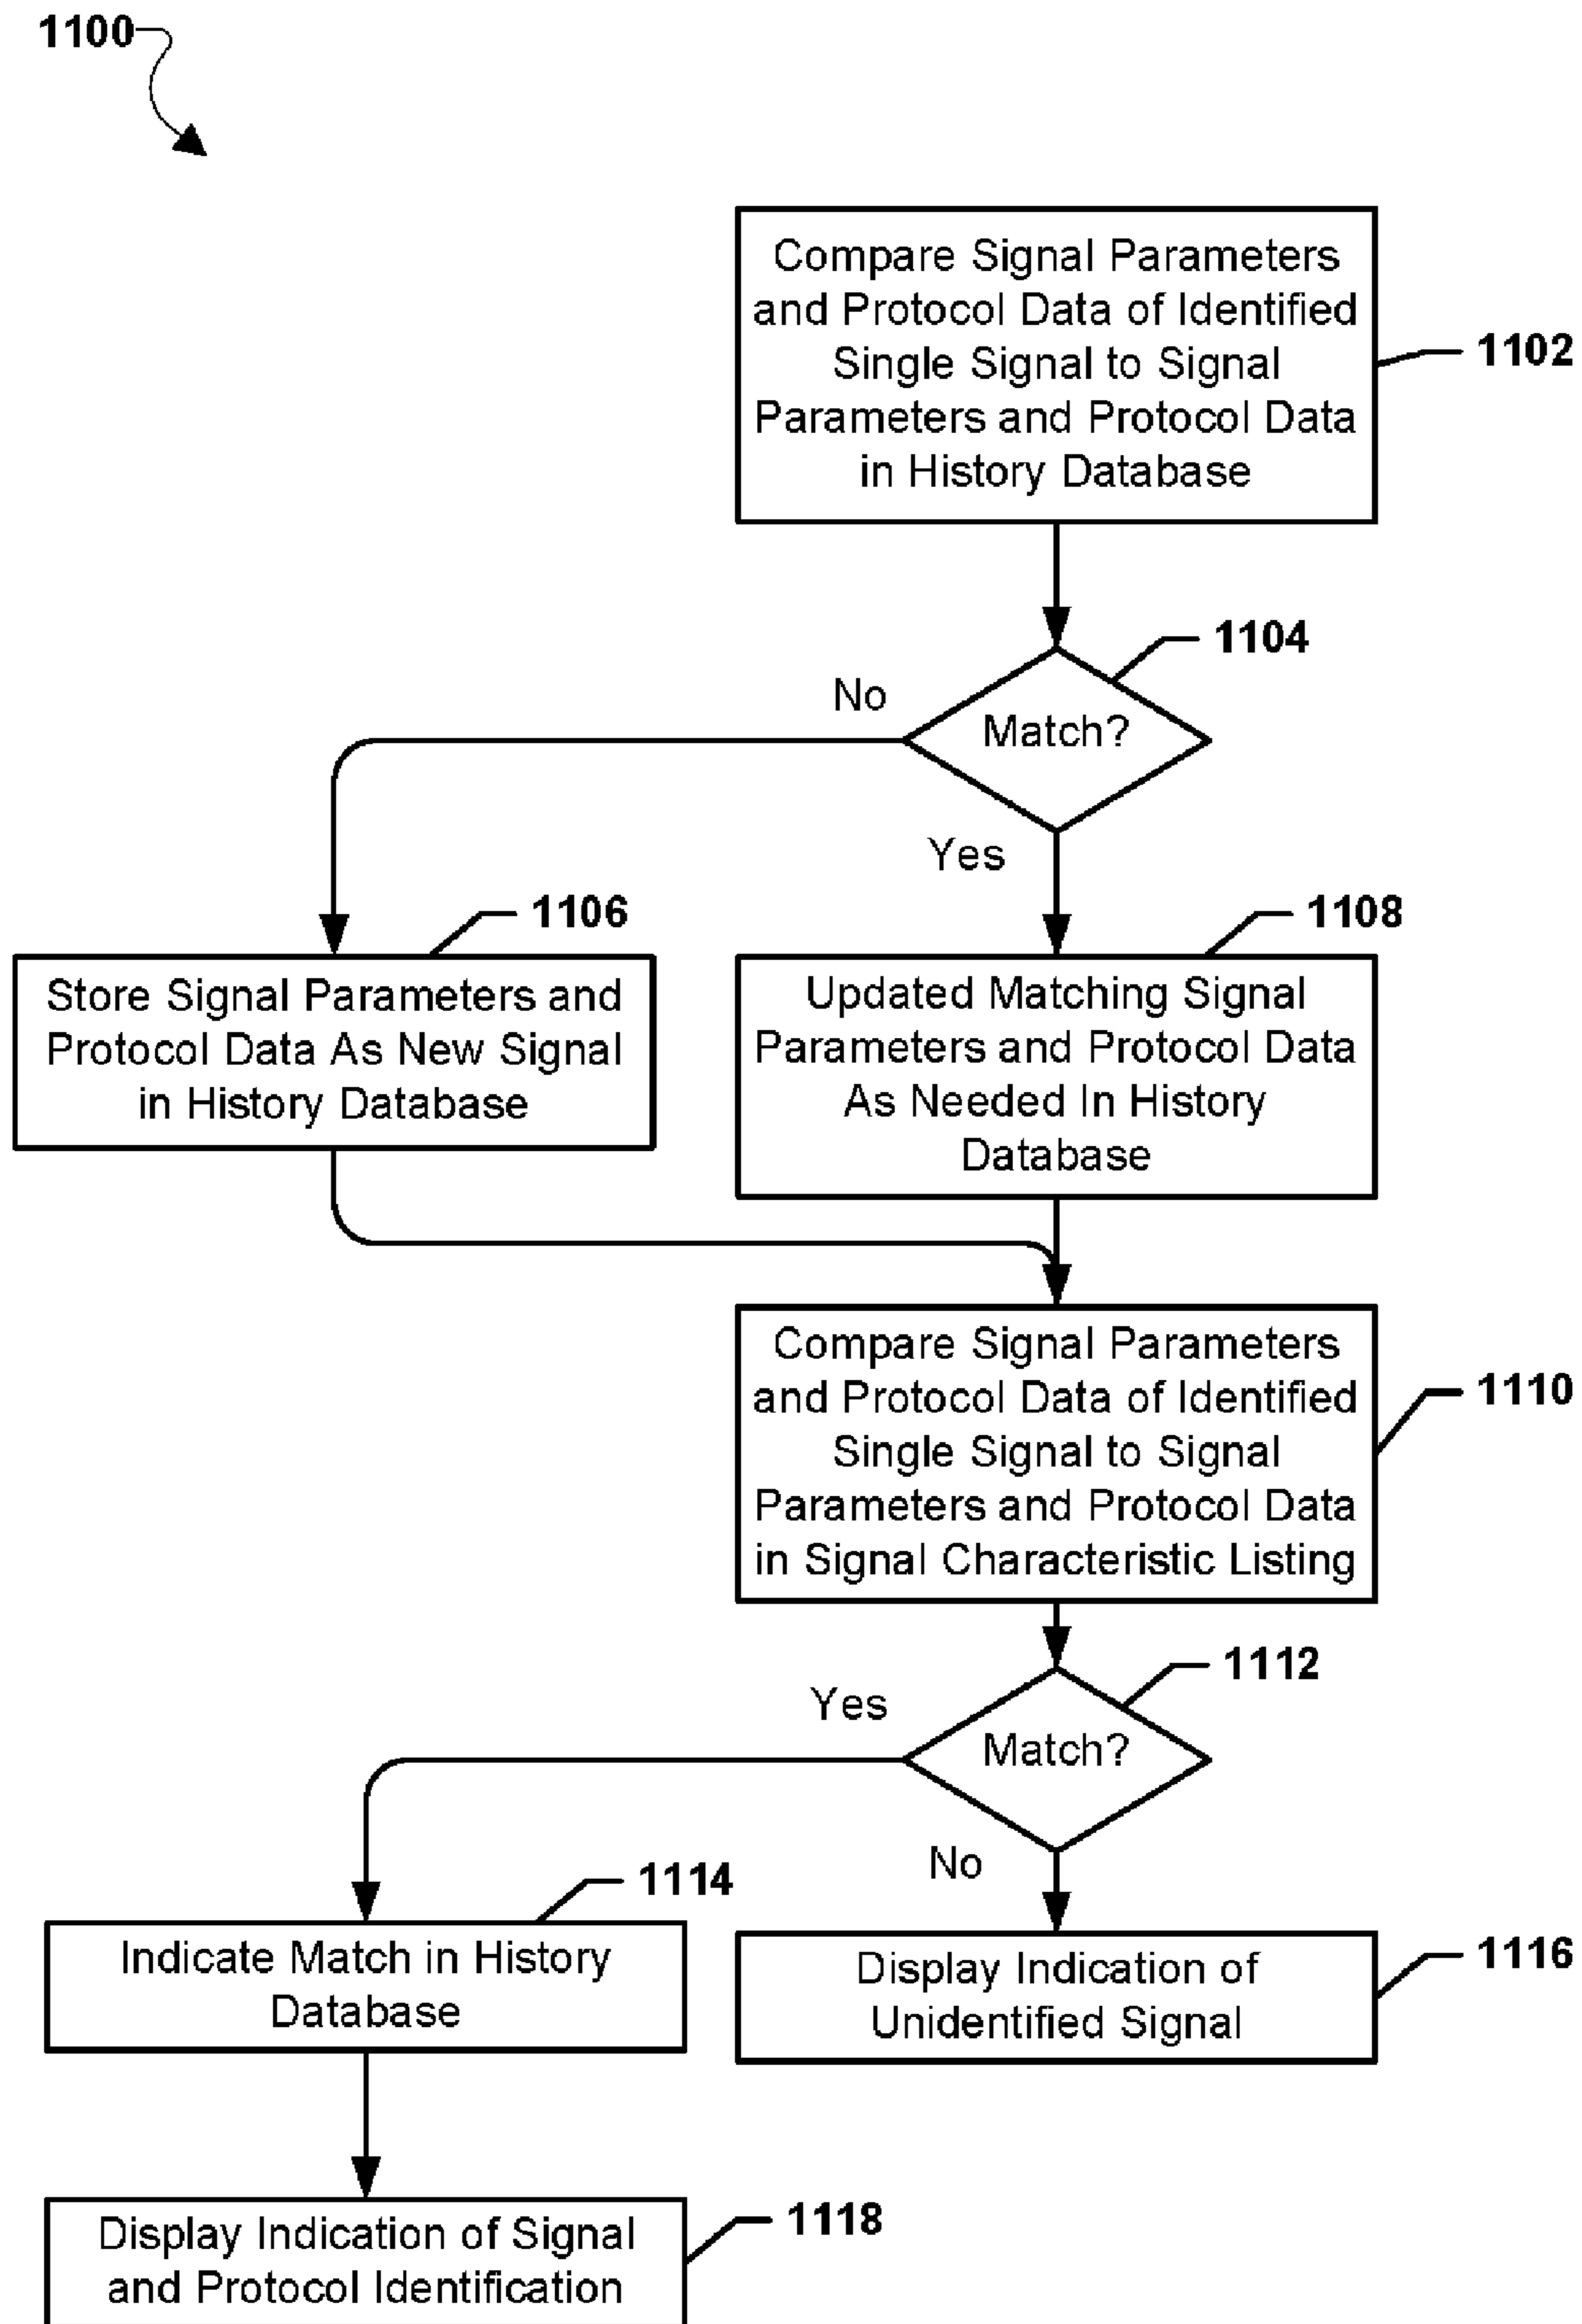 1100
Compare Signal Parameters
and Protocol Data of Identified
Single Signal to Signal
Parameters and Protocol Data
in History Database
1102
1104
Match?
No
Yes
1106
Store Signal Parameters and
Protocol Data As New Signal
in History Database
1108
Updated Matching Signal
Parameters and Protocol Data
As Needed In History
Database
Compare Signal Parameters
and Protocol Data of Identified
Single Signal to Signal
Parameters and Protocol Data
in Signal Characteristic Listing
1110
1112
Match?
Yes
No
1114
Indicate Match in History
Database
Display Indication of
Unidentified Signal
1116
Display Indication of Signal
and Protocol Identification
1118